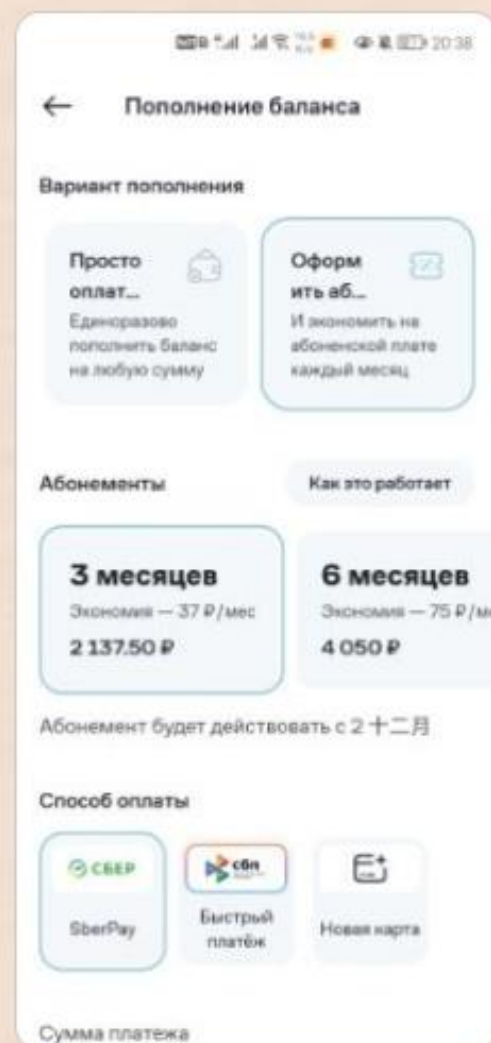 20:38
Пополнение баланса
Вариант пополнения
Просто
оплат...
Единоразово
пополнить баланс
на любую сумму
Оформ
ить аб...
И экономить на
абоненской плате
каждый месяц
Абонементы
Как это работает
3 месяцев
Экономия — 37 ₽/мес
2 137.50 ₽
6 месяцев
Экономия — 75 ₽/ме
4 050 ₽
Абонемент будет действовать с 2 十二月
Способ оплаты
СБЕР
SberPay
сбп
Быстрый
платёж
Новая карта
Сумма платежа